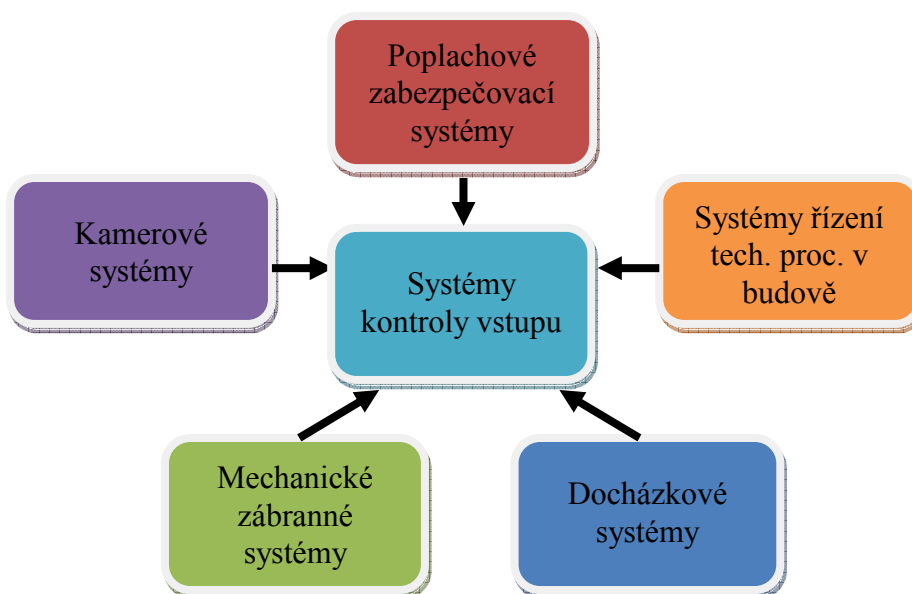 Poplachové
zabezpečovací
systémy
Kamerové
systémy
Systémy řízení
tech. proc. v
budově
Systémy
kontroly vstupu
Mechanické
zábranné
systémy
Docházkové
systémy